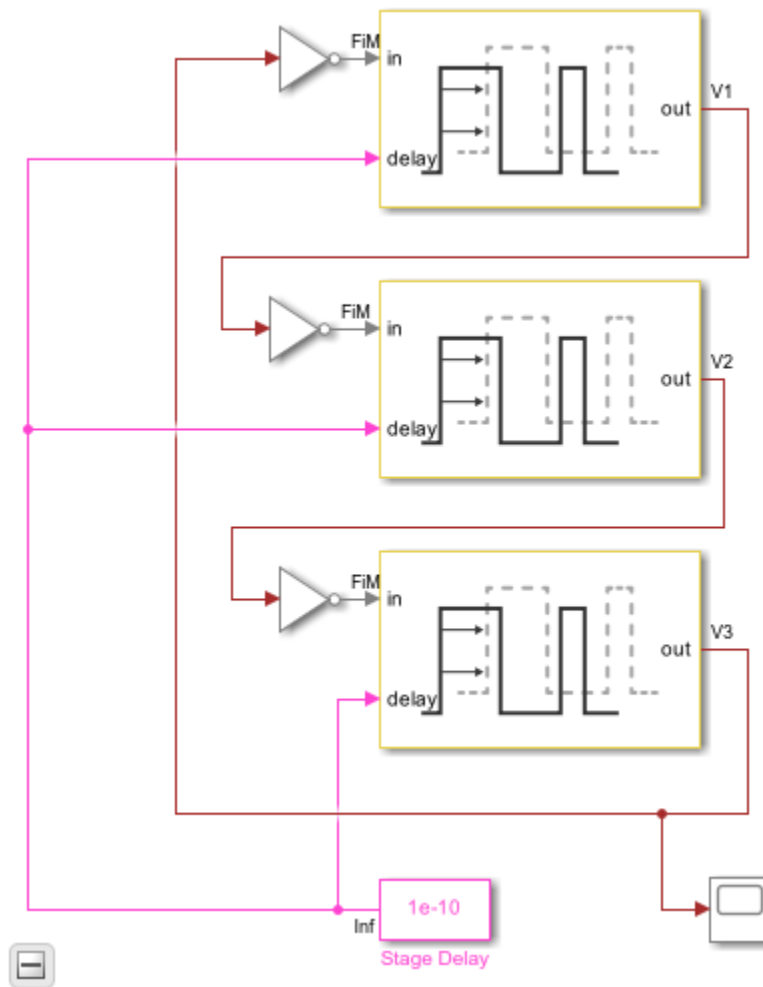 FiM
in
V1
out
delay
FiM
in
V2
out
delay
FiM
in
V3
out
delay
1e-10
Inf
Stage Delay